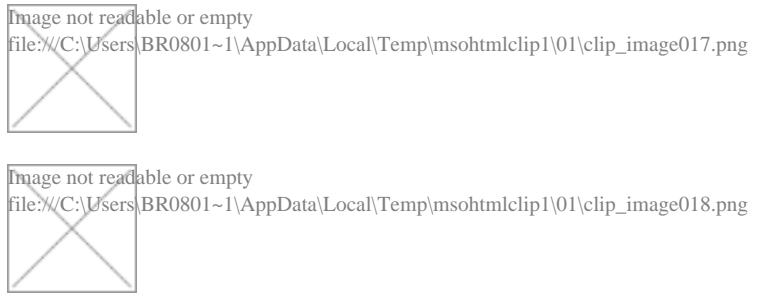 Image not readable or empty
file:///C:\Users\BR0801~1\AppData\Local\Temp\msohtmlclip1\01\clip_image017.png
Image not readable or empty
file:///C:\Users\BR0801~1\AppData\Local\Temp\msohtmlclip1\01\clip_image018.png